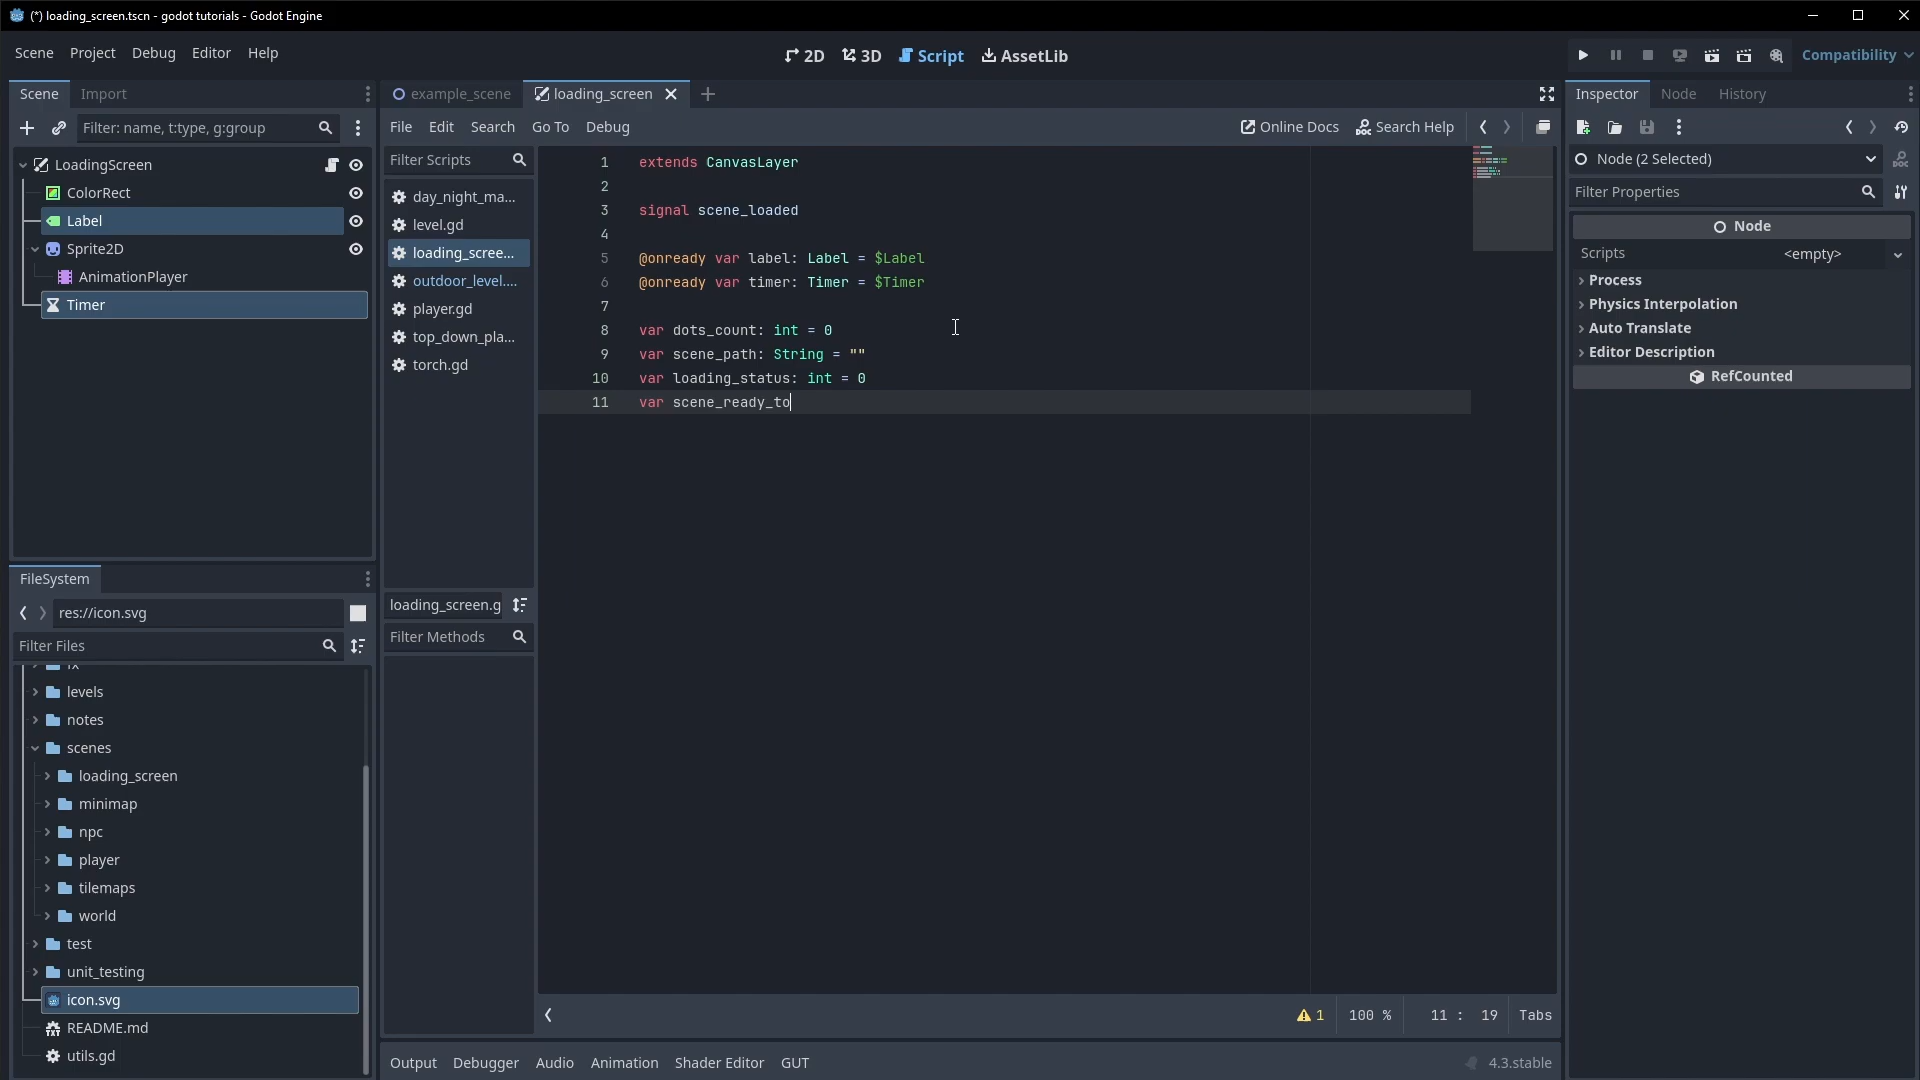 (*) loading_screen.tscn - godot tutorials - Godot Engine
Scene Project Debug Editor Help
2D 3D Script AssetLib
Compatibility
Scene Import
Filter: name, t:type, g:group
LoadingScreen
ColorRect
Label
Sprite2D
AnimationPlayer
Timer
FileSystem
res://icon.svg
Filter Files
levels
notes
scenes
loading_screen
minimap
npc
player
tilemaps
world
test
unit_testing
icon.svg
README.md
utils.gd
example_scene loading_screen
File Edit Search Go To Debug
Online Docs Search Help
Filter Scripts
day_night_ma...
level.gd
loading_scree...
outdoor_level....
player.gd
top_down_pla...
torch.gd
loading_screen.g
Filter Methods
1 extends CanvasLayer
2
3 signal scene_loaded
4
5 @onready var label: Label = $Label
6 @onready var timer: Timer = $Timer
7
8 var dots_count: int = 0
9 var scene_path: String = ""
10 var loading_status: int = 0
11 var scene_ready_to
1 100 % 11 : 19 Tabs
Output Debugger Audio Animation Shader Editor GUT
4.3.stable
Inspector Node History
Node (2 Selected)
Filter Properties
Node
Scripts <empty>
Process
Physics Interpolation
Auto Translate
Editor Description
RefCounted